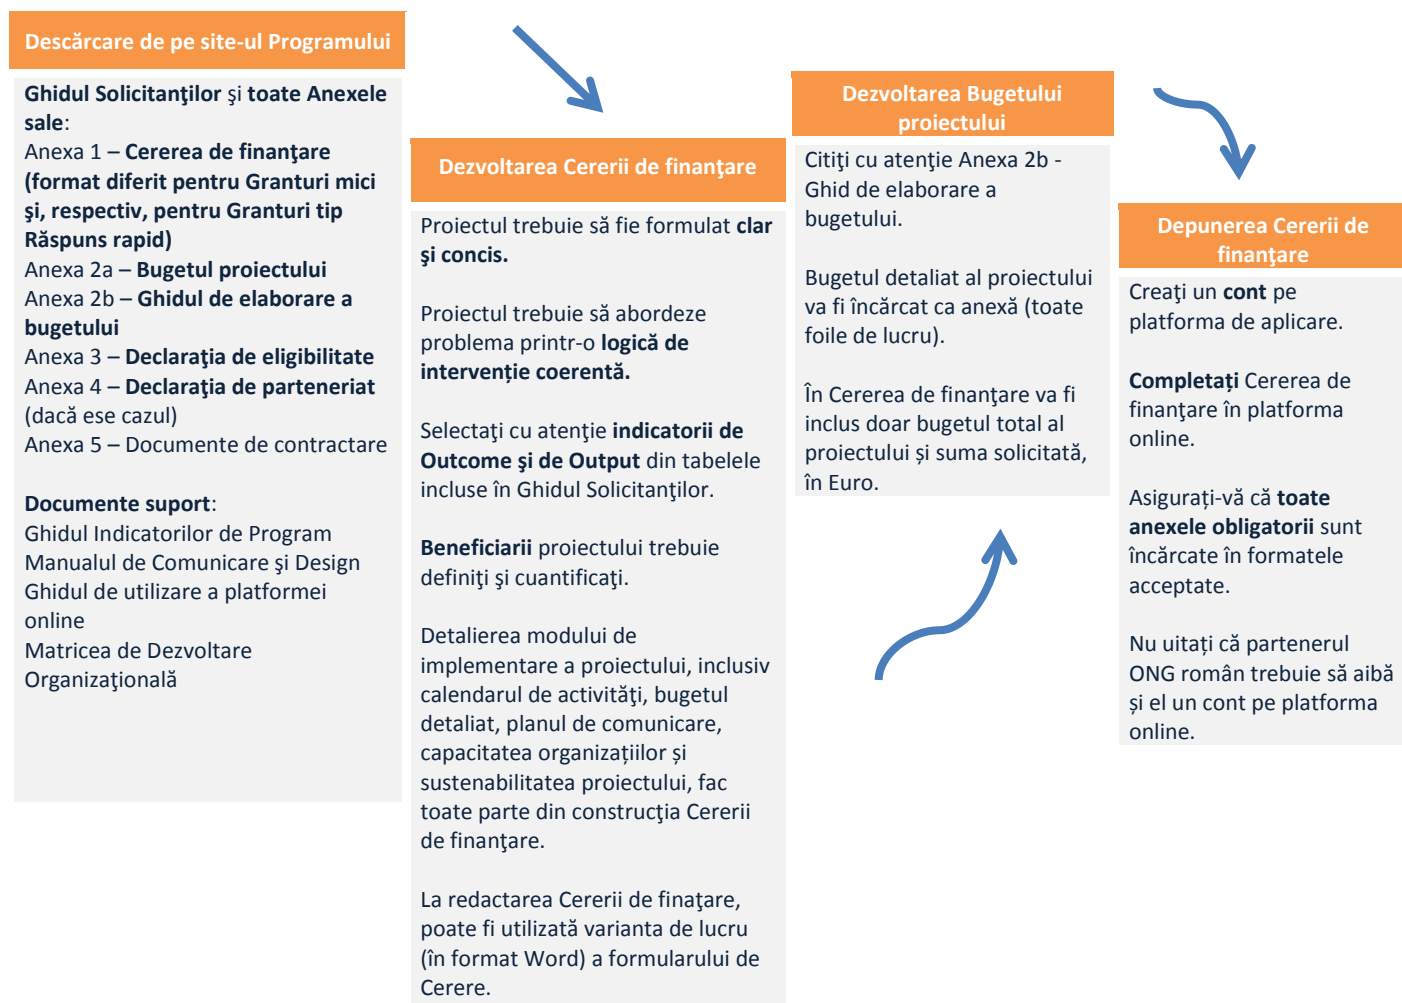 Descărcare de pe site-ul Programului
Ghidul Solicitanţilor şi toate Anexele
sale:
Anexa 1 – Cererea de finanţare
(format diferit pentru Granturi mici
şi, respectiv, pentru Granturi tip
Răspuns rapid)
Anexa 2a – Bugetul proiectului
Anexa 2b – Ghidul de elaborare a
bugetului
Anexa 3 – Declaraţia de eligibilitate
Anexa 4 – Declaraţia de parteneriat
(dacă ese cazul)
Anexa 5 – Documente de contractare
Documente suport:
Ghidul Indicatorilor de Program
Manualul de Comunicare şi Design
Ghidul de utilizare a platformei
online
Matricea de Dezvoltare
Organizaţională
Dezvoltarea Cererii de finanţare
Proiectul trebuie să fie formulat clar
şi concis.
Proiectul trebuie să abordeze
problema printr-o logică de
intervenție coerentă.
Selectați cu atenție indicatorii de
Outcome şi de Output din tabelele
incluse în Ghidul Solicitanţilor.
Beneficiarii proiectului trebuie
definiţi şi cuantificaţi.
Detalierea modului de
implementare a proiectului, inclusiv
calendarul de activităţi, bugetul
detaliat, planul de comunicare,
capacitatea organizațiilor și
sustenabilitatea proiectului, fac
toate parte din construcţia Cererii
de finanţare.
La redactarea Cererii de finaţare,
poate fi utilizată varianta de lucru
(în format Word) a formularului de
Cerere.
Dezvoltarea Bugetului
proiectului
Citiţi cu atenţie Anexa 2b -
Ghid de elaborare a
bugetului.
Bugetul detaliat al proiectului
va fi încărcat ca anexă (toate
foile de lucru).
În Cererea de finanţare va fi
inclus doar bugetul total al
proiectului și suma solicitată,
în Euro.
Depunerea Cererii de
finanţare
Creaţi un cont pe
platforma de aplicare.
Completați Cererea de
finanţare în platforma
online.
Asigurați-vă că toate
anexele obligatorii sunt
încărcate în formatele
acceptate.
Nu uitați că partenerul
ONG român trebuie să aibă
și el un cont pe platforma
online.